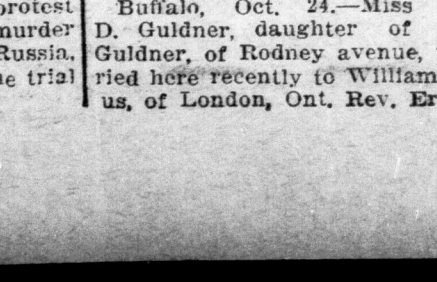 protest
murder
Russia.
he trial
Buffalo, Oct. 24.—Miss
D. Guldner, daughter of
Guldner, of Rodney avenue,
ried here recently to William
us, of London, Ont. Rev. Er